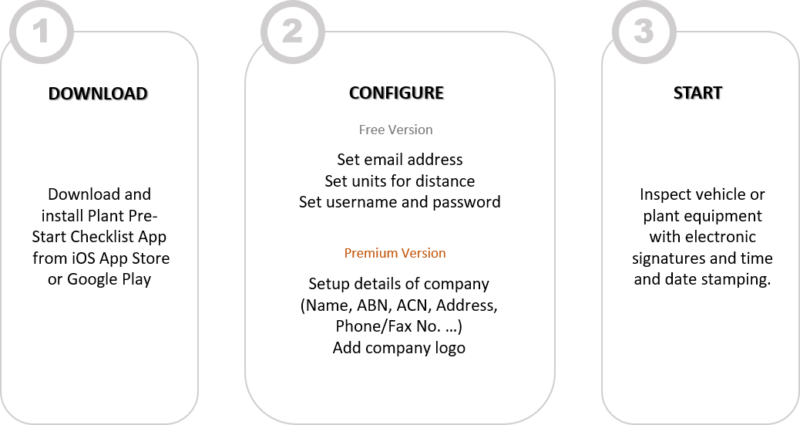 1
DOWNLOAD
Download and
install Plant Pre-
Start Checklist App
from iOS App Store
or Google Play
2
CONFIGURE
Free Version
Set email address
Set units for distance
Set username and password
Premium Version
Setup details of company
(Name, ABN, ACN, Address,
Phone/Fax No. …)
Add company logo
3
START
Inspect vehicle or
plant equipment
with electronic
signatures and time
and date stamping.